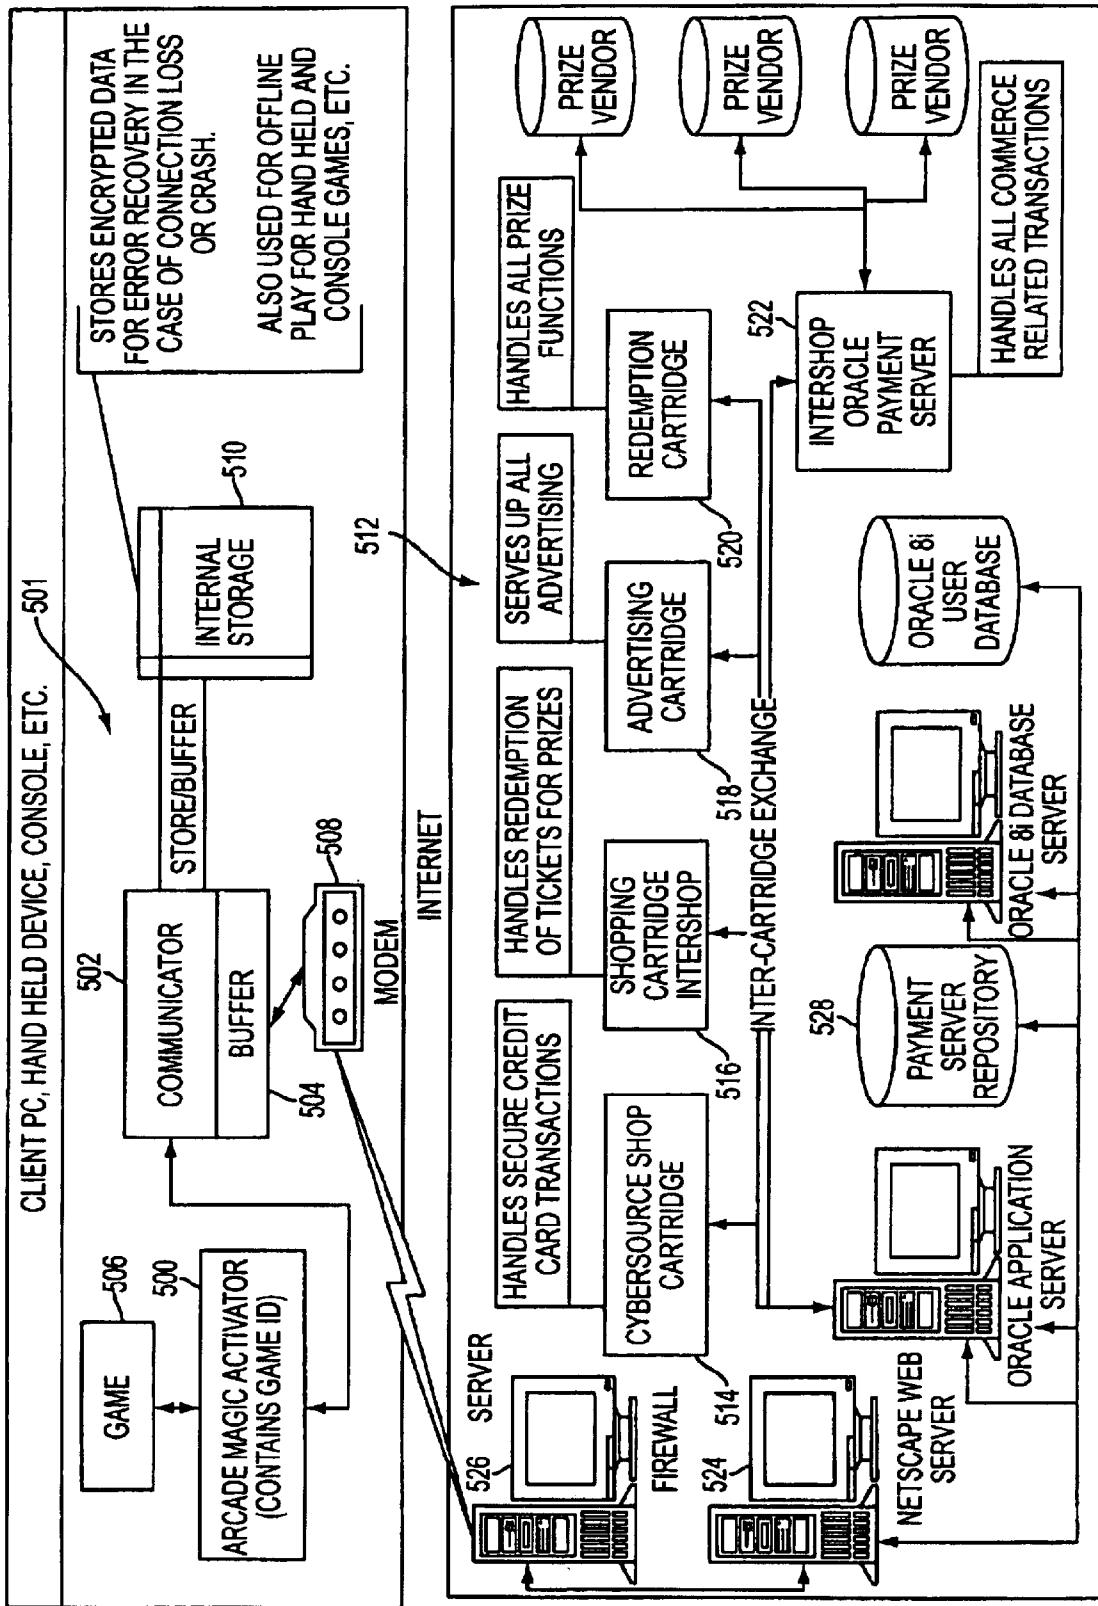 CLIENT PC, HAND HELD DEVICE, CONSOLE, ETC.
501
GAME
506
ARCADE MAGIC ACTIVATOR
(CONTAINS GAME ID)
500
COMMUNICATOR
502
BUFFER
504
STORE/BUFFER
INTERNAL
STORAGE
510
STORES ENCRYPTED DATA
FOR ERROR RECOVERY IN THE
CASE OF CONNECTION LOSS
OR CRASH.
ALSO USED FOR OFFLINE
PLAY FOR HAND HELD AND
CONSOLE GAMES, ETC.
508
MODEM
INTERNET
SERVER
526
FIREWALL
524
NETSCAPE WEB
SERVER
512
HANDLES SECURE CREDIT
CARD TRANSACTIONS
CYBERSOURCE SHOP
CARTRIDGE
514
HANDLES REDEMPTION
OF TICKETS FOR PRIZES
SHOPPING
CARTRIDGE
INTERSHOP
516
SERVES UP ALL
ADVERTISING
ADVERTISING
CARTRIDGE
518
HANDLES ALL PRIZE
FUNCTIONS
REDEMPTION
CARTRIDGE
520
PRIZE
VENDOR
PRIZE
VENDOR
PRIZE
VENDOR
INTER-CARTRIDGE EXCHANGE
522
INTERSHOP
ORACLE
PAYMENT
SERVER
HANDLES ALL COMMERCE
RELATED TRANSACTIONS
ORACLE APPLICATION
SERVER
528
PAYMENT
SERVER
REPOSITORY
ORACLE 8i DATABASE
SERVER
ORACLE 8i
USER
DATABASE